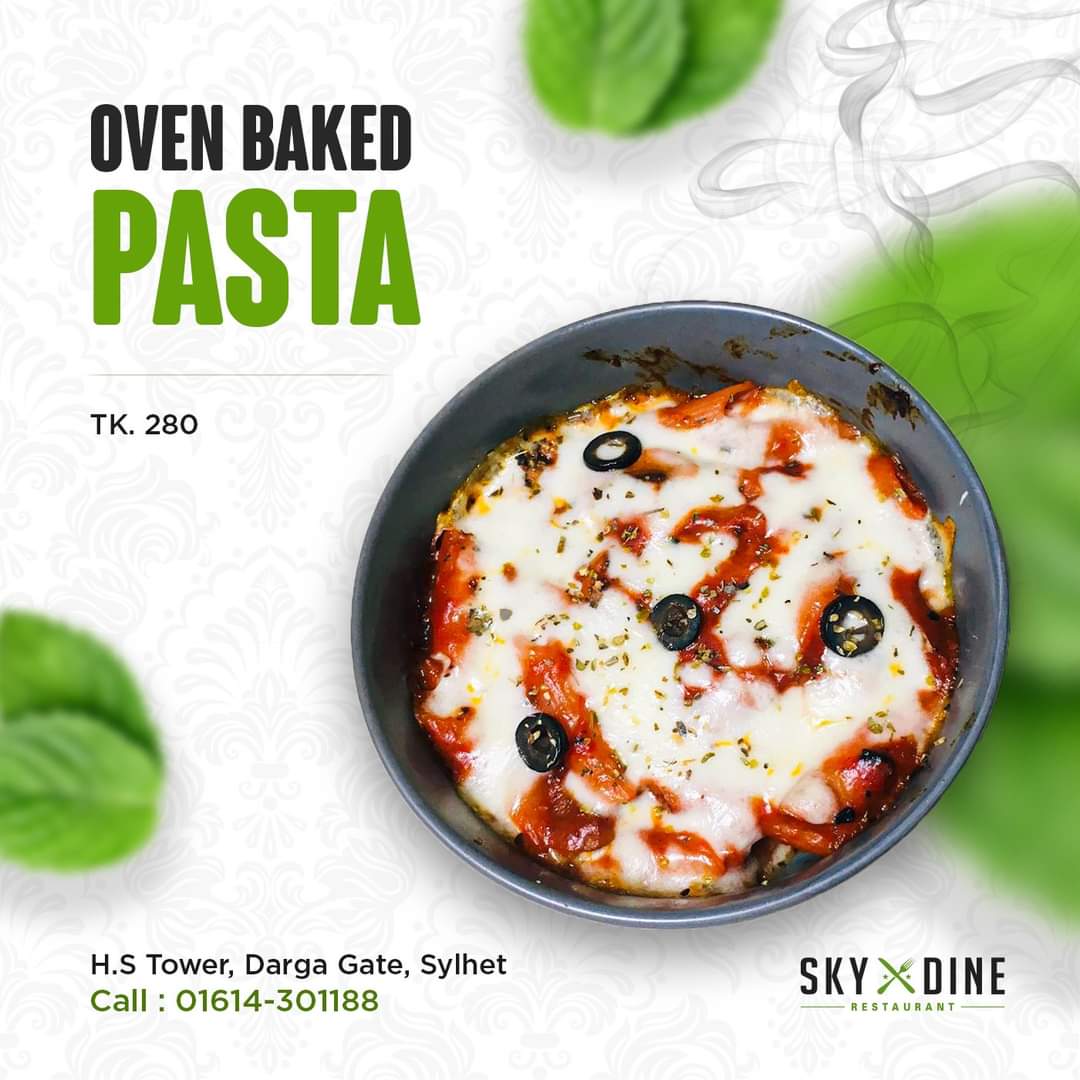 OVEN BAKED
PASTA
TK. 280
H.S Tower, Darga Gate, Sylhet
Call : 01614-301188
SKY DINE
RESTAURANT